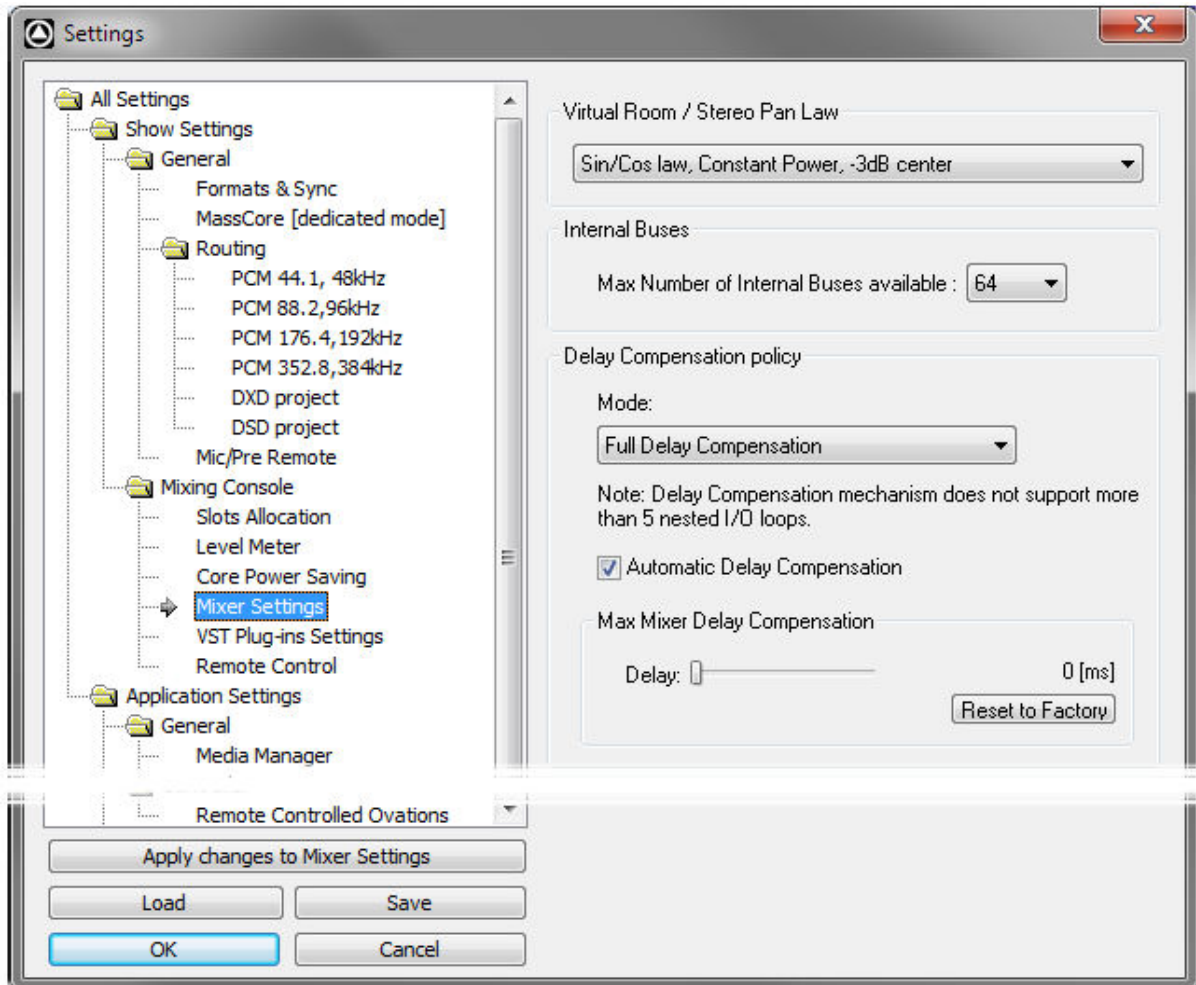 Settings
All Settings
Show Settings
General
Formats & Sync
MassCore [dedicated mode]
Routing
PCM 44.1, 48kHz
PCM 88.2,96kHz
PCM 176.4,192kHz
PCM 352.8,384kHz
DXD project
DSD project
Mic/Pre Remote
Mixing Console
Slots Allocation
Level Meter
Core Power Saving
Mixer Settings
VST Plug-ins Settings
Remote Control
Application Settings
General
Media Manager
Remote Controlled Ovations
Apply changes to Mixer Settings
Load
Save
OK
Cancel
Virtual Room / Stereo Pan Law
Sin/Cos law, Constant Power, -3dB center
Internal Buses
Max Number of Internal Buses available : 64
Delay Compensation policy
Mode:
Full Delay Compensation
Note: Delay Compensation mechanism does not support more
than 5 nested I/O loops.
Automatic Delay Compensation
Max Mixer Delay Compensation
Delay: 0 [ms]
Reset to Factory